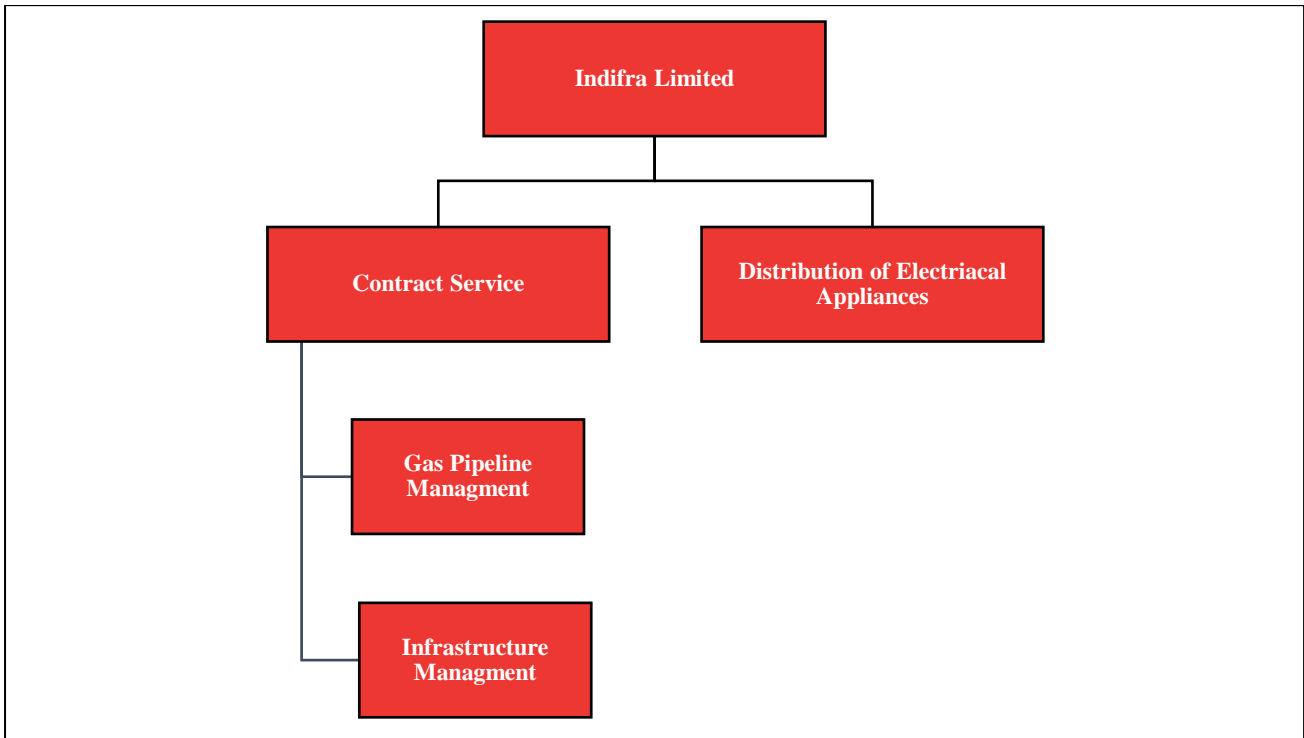 Indifra Limited
Contract Service
Distribution of Electriacal
Appliances
Gas Pipeline
Managment
Infrastructure
Managment